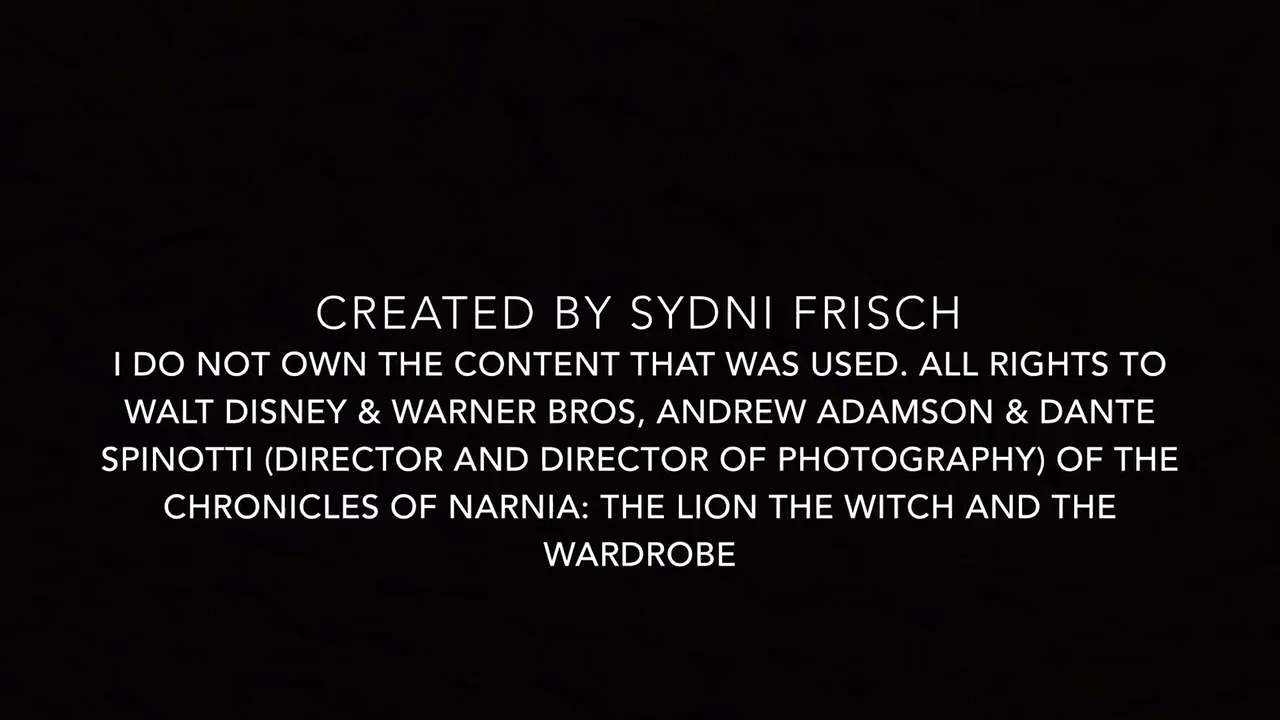 CREATED BY SYDNI FRISCH
I DO NOT OWN THE CONTENT THAT WAS USED. ALL RIGHTS TO
WALT DISNEY & WARNER BROS, ANDREW ADAMSON & DANTE
SPINOTTI (DIRECTOR AND DIRECTOR OF PHOTOGRAPHY) OF THE
CHRONICLES OF NARNIA: THE LION THE WITCH AND THE
WARDROBE